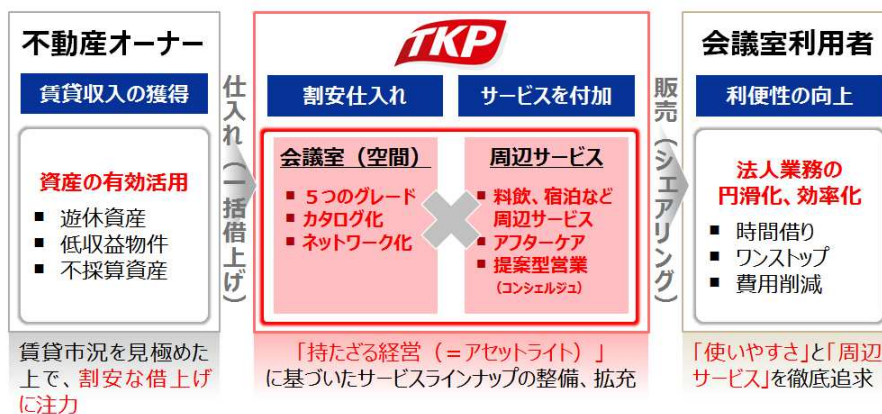 不動産オーナー
賃貸収入の獲得
資産の有効活用
■ 遊休資産
■ 低収益物件
■ 不採算資産
賃貸市況を見極めた
上で、割安な借上げ
に注力
仕入れ（一括借上げ）
TKP
割安仕入れ
サービスを付加
会議室（空間）
■ 5つのグレード
■ カタログ化
■ ネットワーク化
周辺サービス
■ 料飲、宿泊など
周辺サービス
■ アフターケア
■ 提案型営業
（コンシェルジュ）
「持たざる経営（＝アセットライト）」
に基づいたサービスラインナップの整備、拡充
販売（シェアリング）
会議室利用者
利便性の向上
法人業務の
円滑化、効率化
■ 時間借り
■ ワンストップ
■ 費用削減
「使いやすさ」と「周辺
サービス」を徹底追求